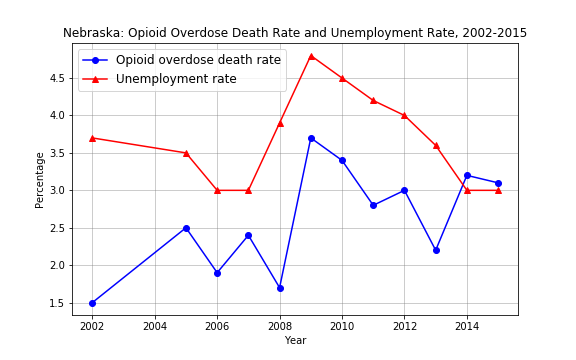 Nebraska: Opioid Overdose Death Rate and Unemployment Rate, 2002-2015
Opioid overdose death rate
Unemployment rate
Percentage
4.5
4.0
3.5
3.0
2.5
2.0
1.5
2002 2004 2006 2008 2010 2012 2014
Year